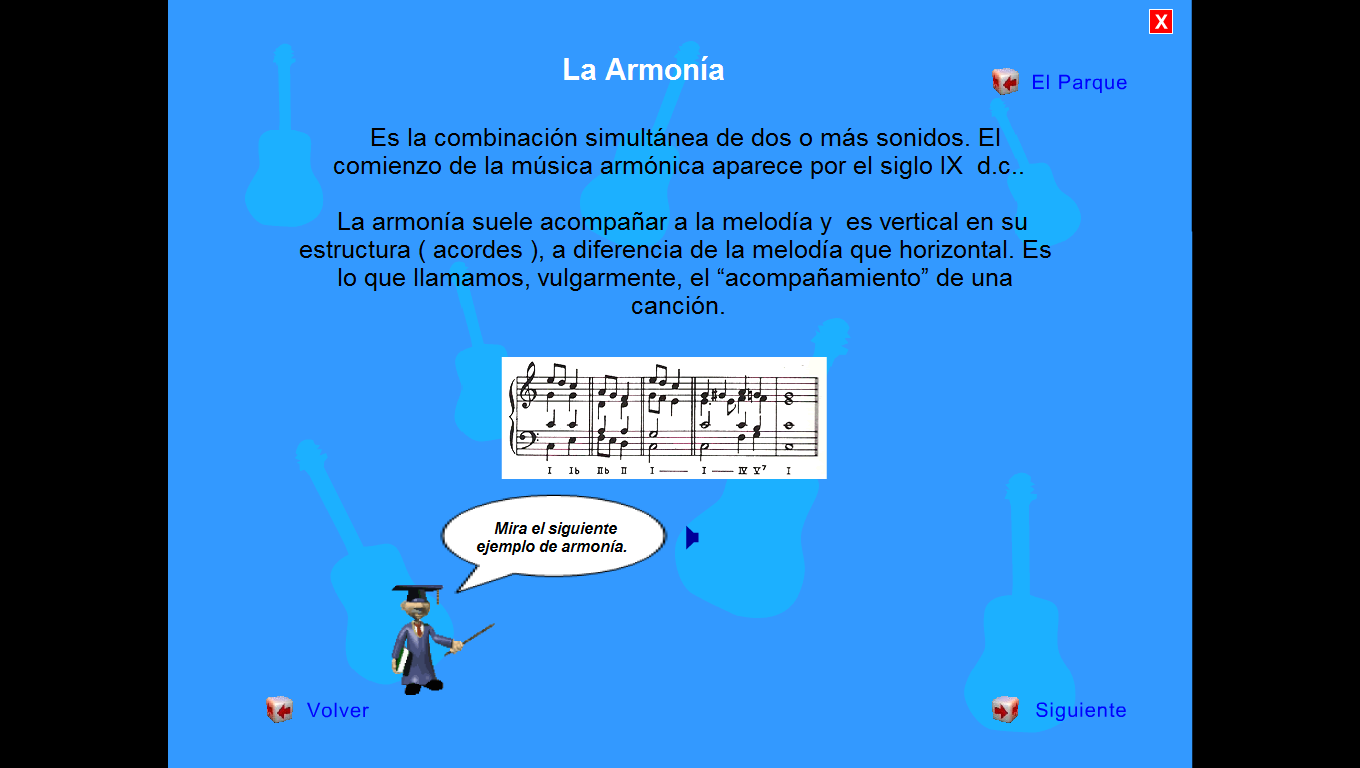 X
La Armonía
El Parque
Es la combinación simultánea de dos o más sonidos. El
comienzo de la música armónica aparece por el siglo IX  d.c..
La armonía suele acompañar a la melodía y  es vertical en su
estructura ( acordes ), a diferencia de la melodía que horizontal. Es
lo que llamamos, vulgarmente, el “acompañamiento” de una
canción.
I Ib IIb II I I IV V7 I
Mira el siguiente
ejemplo de armonía.
Volver
Siguiente